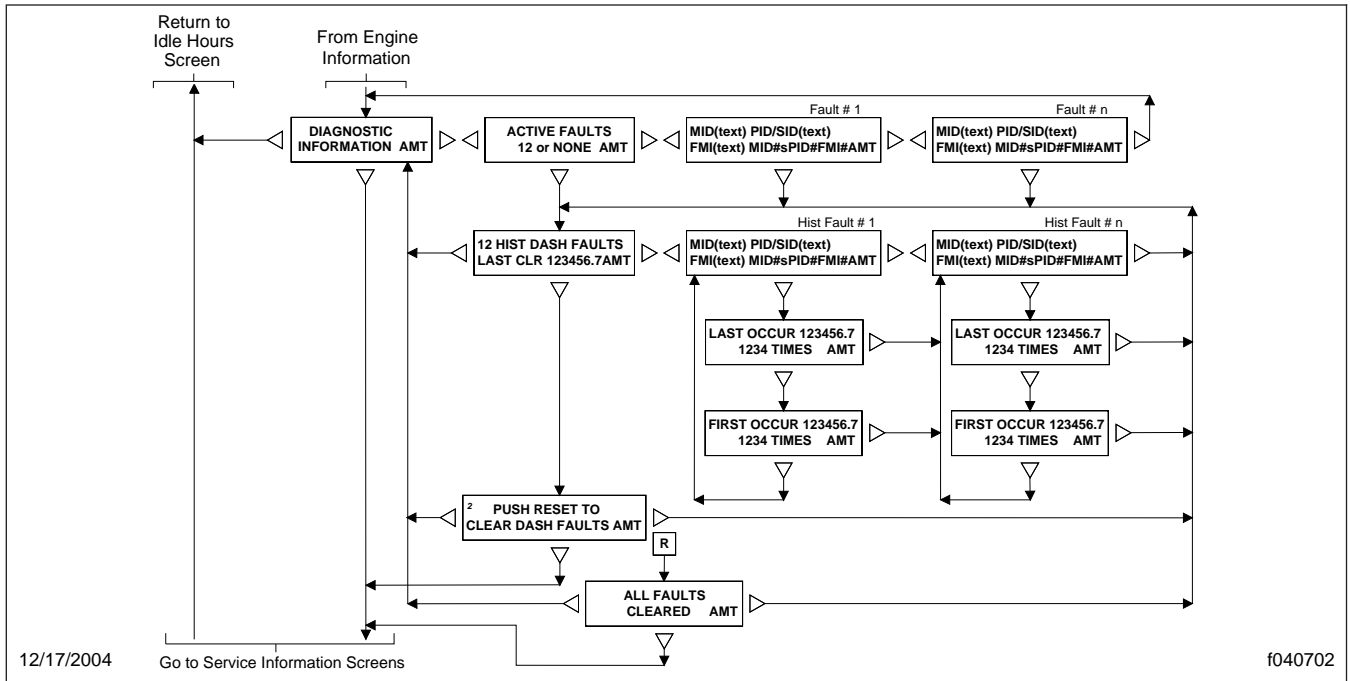 Return to
Idle Hours
Screen
From Engine
Information
Fault # 1
Fault # n
DIAGNOSTIC
INFORMATION AMT
ACTIVE FAULTS
12 or NONE AMT
MID(text) PID/SID(text)
FMI(text) MID#sPID#FMI#AMT
MID(text) PID/SID(text)
FMI(text) MID#sPID#FMI#AMT
Hist Fault # 1
Hist Fault # n
12 HIST DASH FAULTS
LAST CLR 123456.7AMT
MID(text) PID/SID(text)
FMI(text) MID#sPID#FMI#AMT
MID(text) PID/SID(text)
FMI(text) MID#sPID#FMI#AMT
LAST OCCUR 123456.7
1234 TIMES AMT
LAST OCCUR 123456.7
1234 TIMES AMT
FIRST OCCUR 123456.7
1234 TIMES AMT
FIRST OCCUR 123456.7
1234 TIMES AMT
2 PUSH RESET TO
CLEAR DASH FAULTS AMT
R
ALL FAULTS
CLEARED AMT
12/17/2004
Go to Service Information Screens
f040702